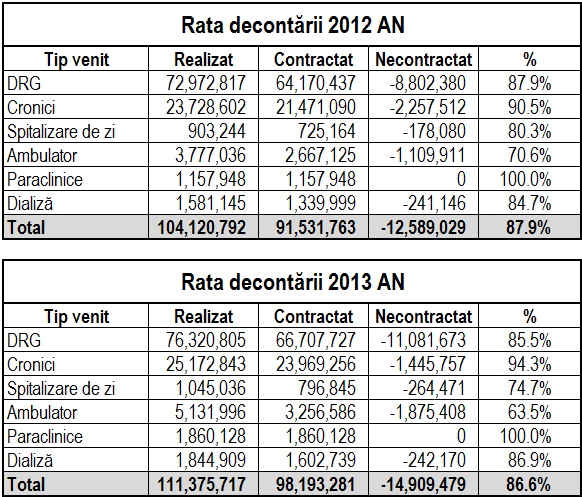 Rata decontării 2012 AN
Tip venit Realizat Contractat Necontractat %
DRG 72,972,817 64,170,437 -8,802,380 87.9%
Cronici 23,728,602 21,471,090 -2,257,512 90.5%
Spitalizare de zi 903,244 725,164 -178,080 80.3%
Ambulator 3,777,036 2,667,125 -1,109,911 70.6%
Paraclinice 1,157,948 1,157,948 0 100.0%
Dializă 1,581,145 1,339,999 -241,146 84.7%
Total 104,120,792 91,531,763 -12,589,029 87.9%
Rata decontării 2013 AN
Tip venit Realizat Contractat Necontractat %
DRG 76,320,805 66,707,727 -11,081,673 85.5%
Cronici 25,172,843 23,969,256 -1,445,757 94.3%
Spitalizare de zi 1,045,036 796,845 -264,471 74.7%
Ambulator 5,131,996 3,256,586 -1,875,408 63.5%
Paraclinice 1,860,128 1,860,128 0 100.0%
Dializă 1,844,909 1,602,739 -242,170 86.9%
Total 111,375,717 98,193,281 -14,909,479 86.6%